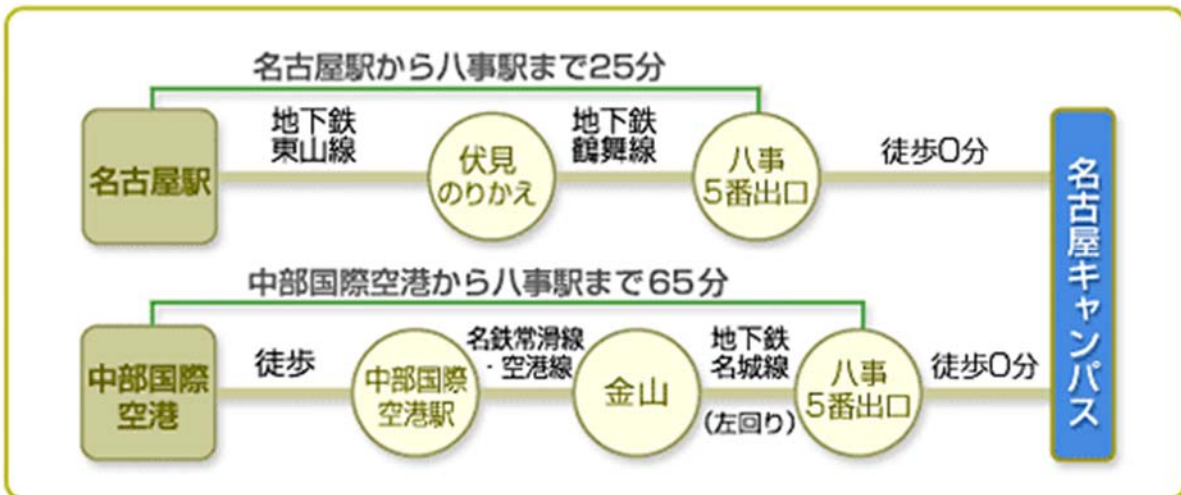 名古屋駅から八事駅まで25分
名古屋駅
地下鉄
東山線
伏見
のりかえ
地下鉄
鶴舞線
八事
5番出口
徒歩0分
中部国際空港から八事駅まで65分
中部国際
空港
徒歩
中部国際
空港駅
名鉄常滑線
・空港線
金山
地下鉄
名城線
(左回り)
八事
5番出口
徒歩0分
名古屋キャンパス